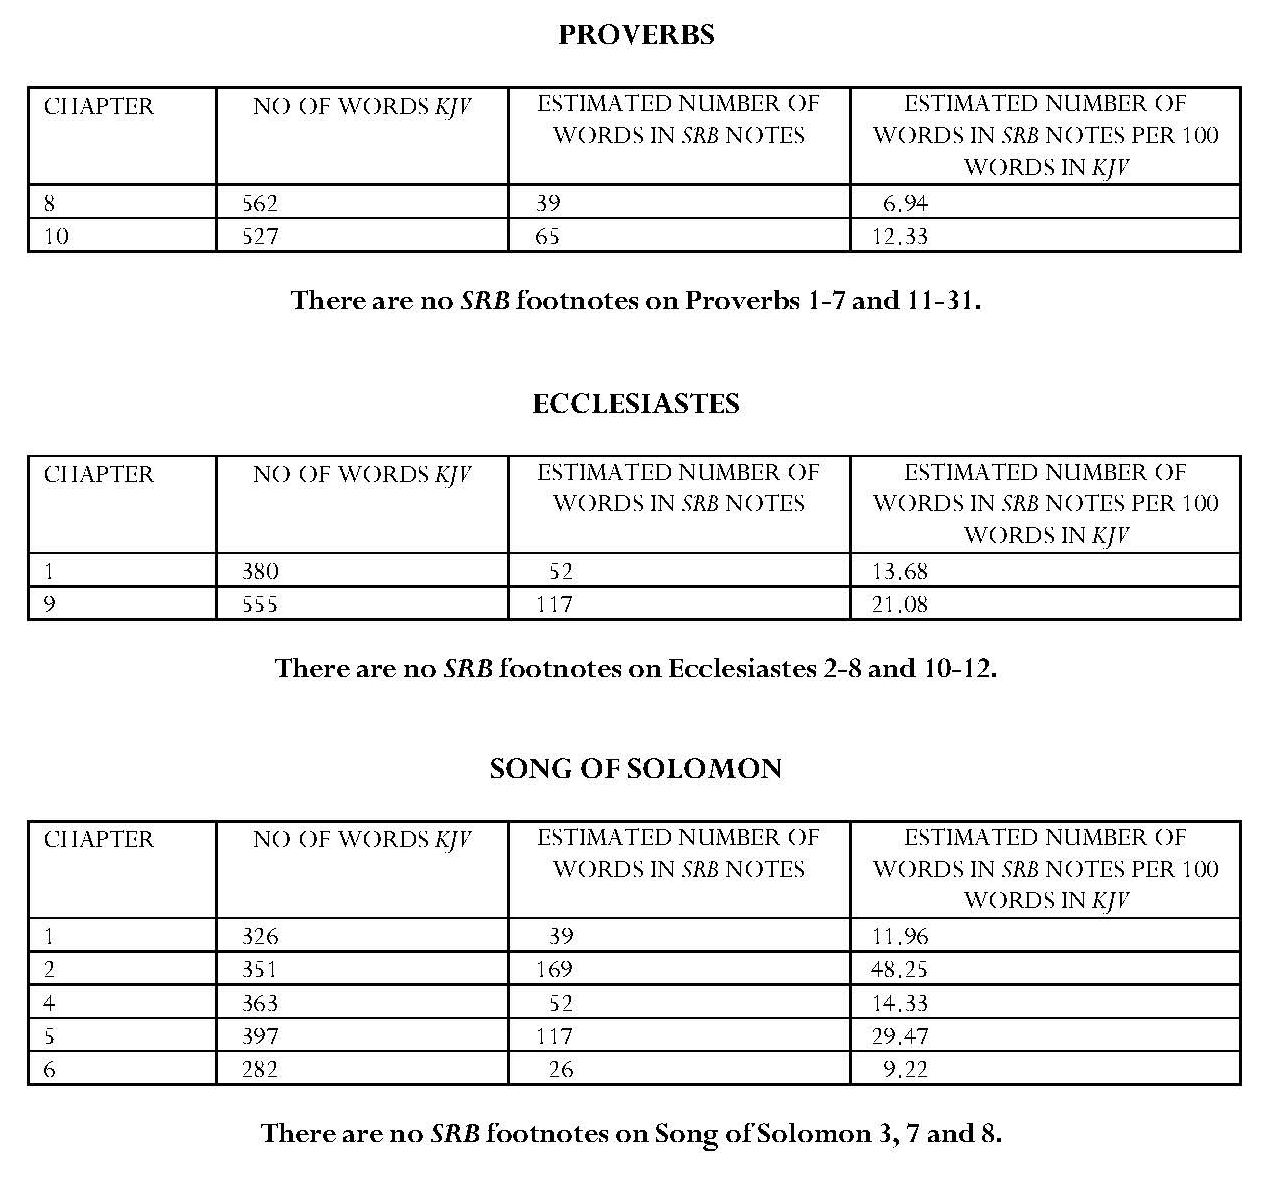 PROVERBS
CHAPTER NO OF WORDS KJV ESTIMATED NUMBER OF WORDS IN SRB NOTES ESTIMATED NUMBER OF WORDS IN SRB NOTES PER 100 WORDS IN KJV
8 562 39 6.94
10 527 65 12.33
There are no SRB footnotes on Proverbs 1-7 and 11-31.
ECCLESIASTES
CHAPTER NO OF WORDS KJV ESTIMATED NUMBER OF WORDS IN SRB NOTES ESTIMATED NUMBER OF WORDS IN SRB NOTES PER 100 WORDS IN KJV
1 380 52 13.68
9 555 117 21.08
There are no SRB footnotes on Ecclesiastes 2-8 and 10-12.
SONG OF SOLOMON
CHAPTER NO OF WORDS KJV ESTIMATED NUMBER OF WORDS IN SRB NOTES ESTIMATED NUMBER OF WORDS IN SRB NOTES PER 100 WORDS IN KJV
1 326 39 11.96
2 351 169 48.25
4 363 52 14.33
5 397 117 29.47
6 282 26 9.22
There are no SRB footnotes on Song of Solomon 3, 7 and 8.